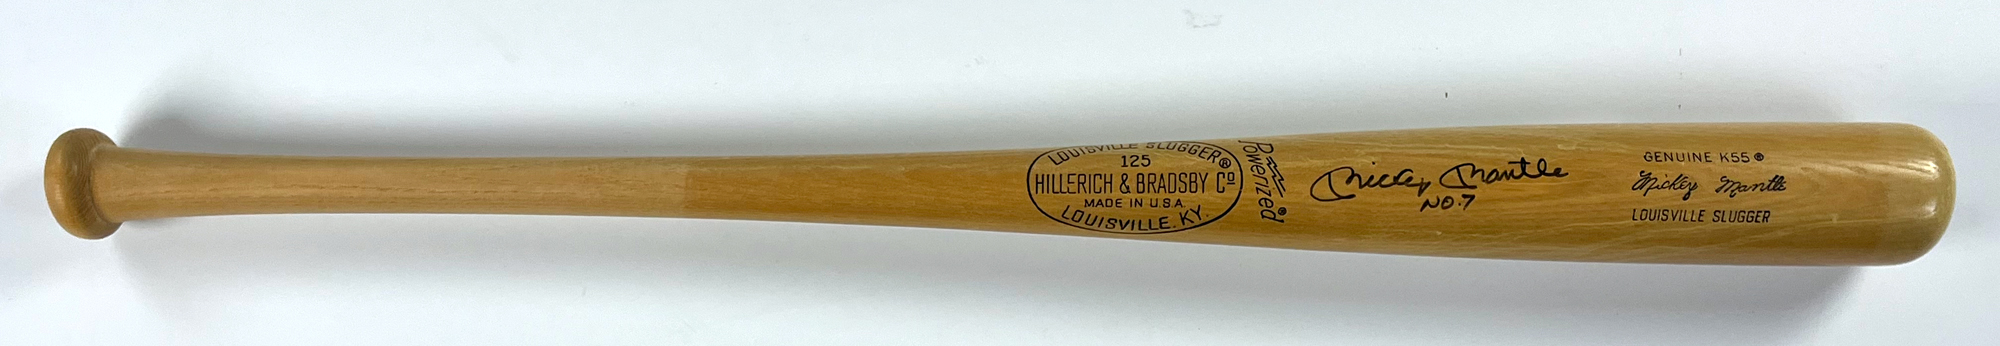 LOUISVILLE SLUGGER®
125
HILLERICH & BRADSBY Cº
MADE IN U.S.A.
LOUISVILLE, KY.
Powerized®
Mickey Mantle
NO. 7
GENUINE K55®
Mickey Mantle
LOUISVILLE SLUGGER